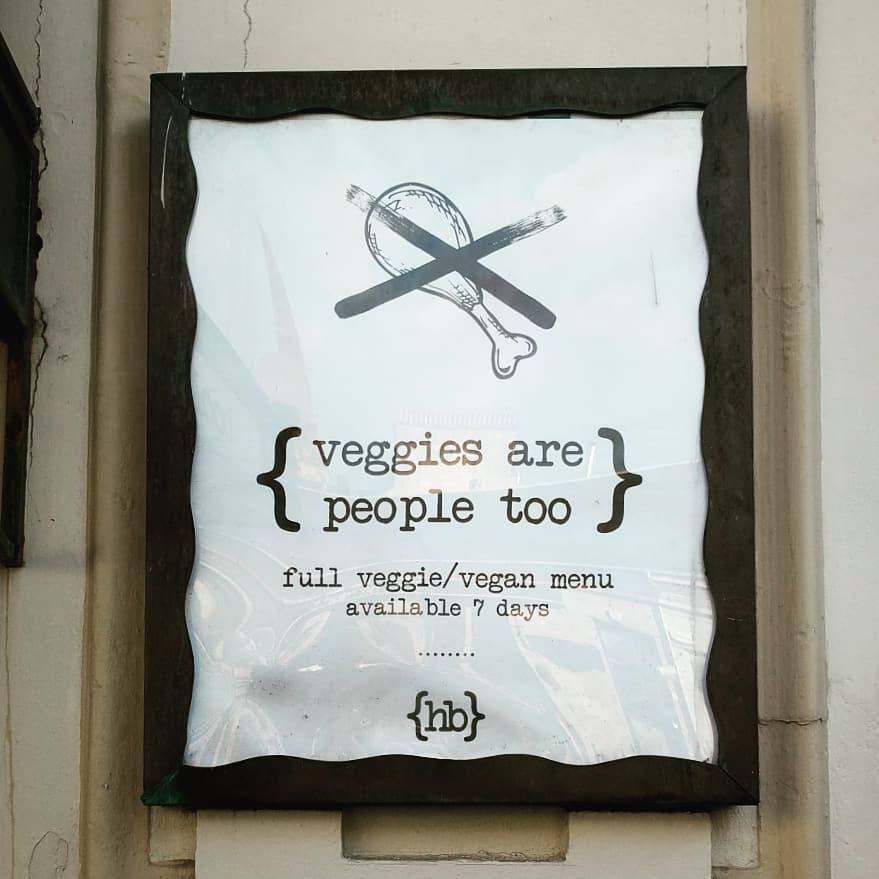 { veggies are
people too }
full veggie/vegan menu
available 7 days
........
{hb}